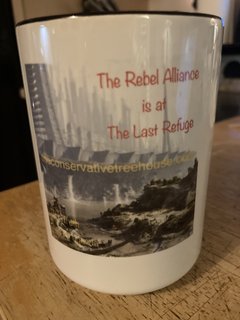 The Rebel Alliance
is at
The Last Refuge
theconservativetreehouse.com